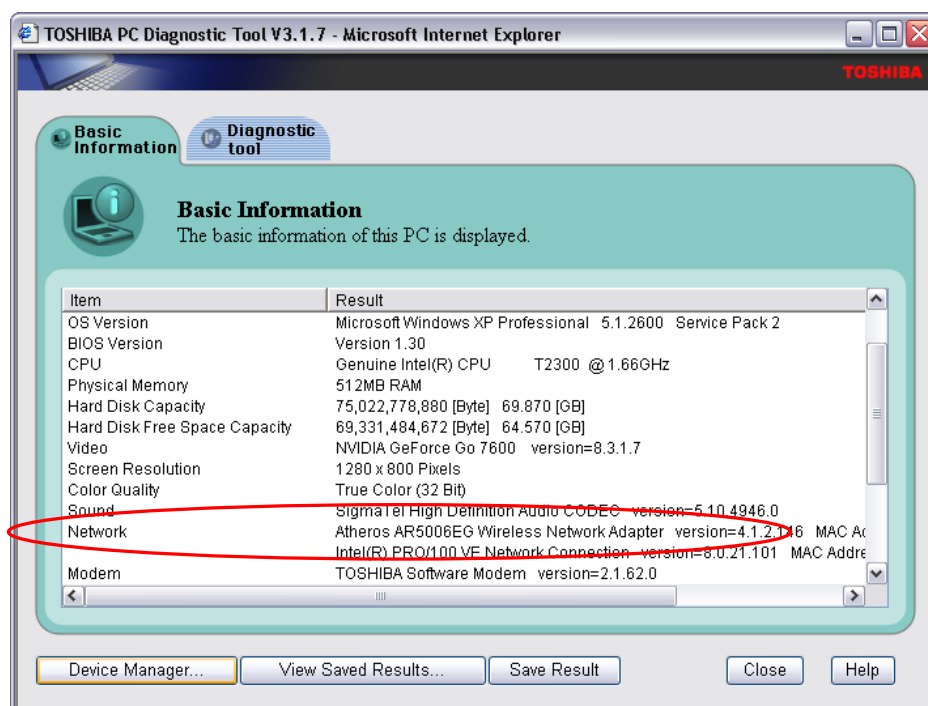 TOSHIBA PC Diagnostic Tool V3.1.7 - Microsoft Internet Explorer
TOSHIBA
Basic
Information
Diagnostic
tool
Basic Information
The basic information of this PC is displayed.
Item Result
OS Version Microsoft Windows XP Professional 5.1.2600 Service Pack 2
BIOS Version Version 1.30
CPU Genuine Intel(R) CPU T2300 @ 1.66GHz
Physical Memory 512MB RAM
Hard Disk Capacity 75,022,778,880 [Byte] 69.870 [GB]
Hard Disk Free Space Capacity 69,331,484,672 [Byte] 64.570 [GB]
Video NVIDIA GeForce Go 7600 version=8.3.1.7
Screen Resolution 1280 x 800 Pixels
Color Quality True Color (32 Bit)
Sound SigmaTel High Definition Audio CODEC version=5.10.4946.0
Network Atheros AR5006EG Wireless Network Adapter version=4.1.2.146 MAC Ad
Intel(R) PRO/100 VE Network Connection version=8.0.21.101 MAC Addre
Modem TOSHIBA Software Modem version=2.1.62.0
Device Manager... View Saved Results... Save Result Close Help